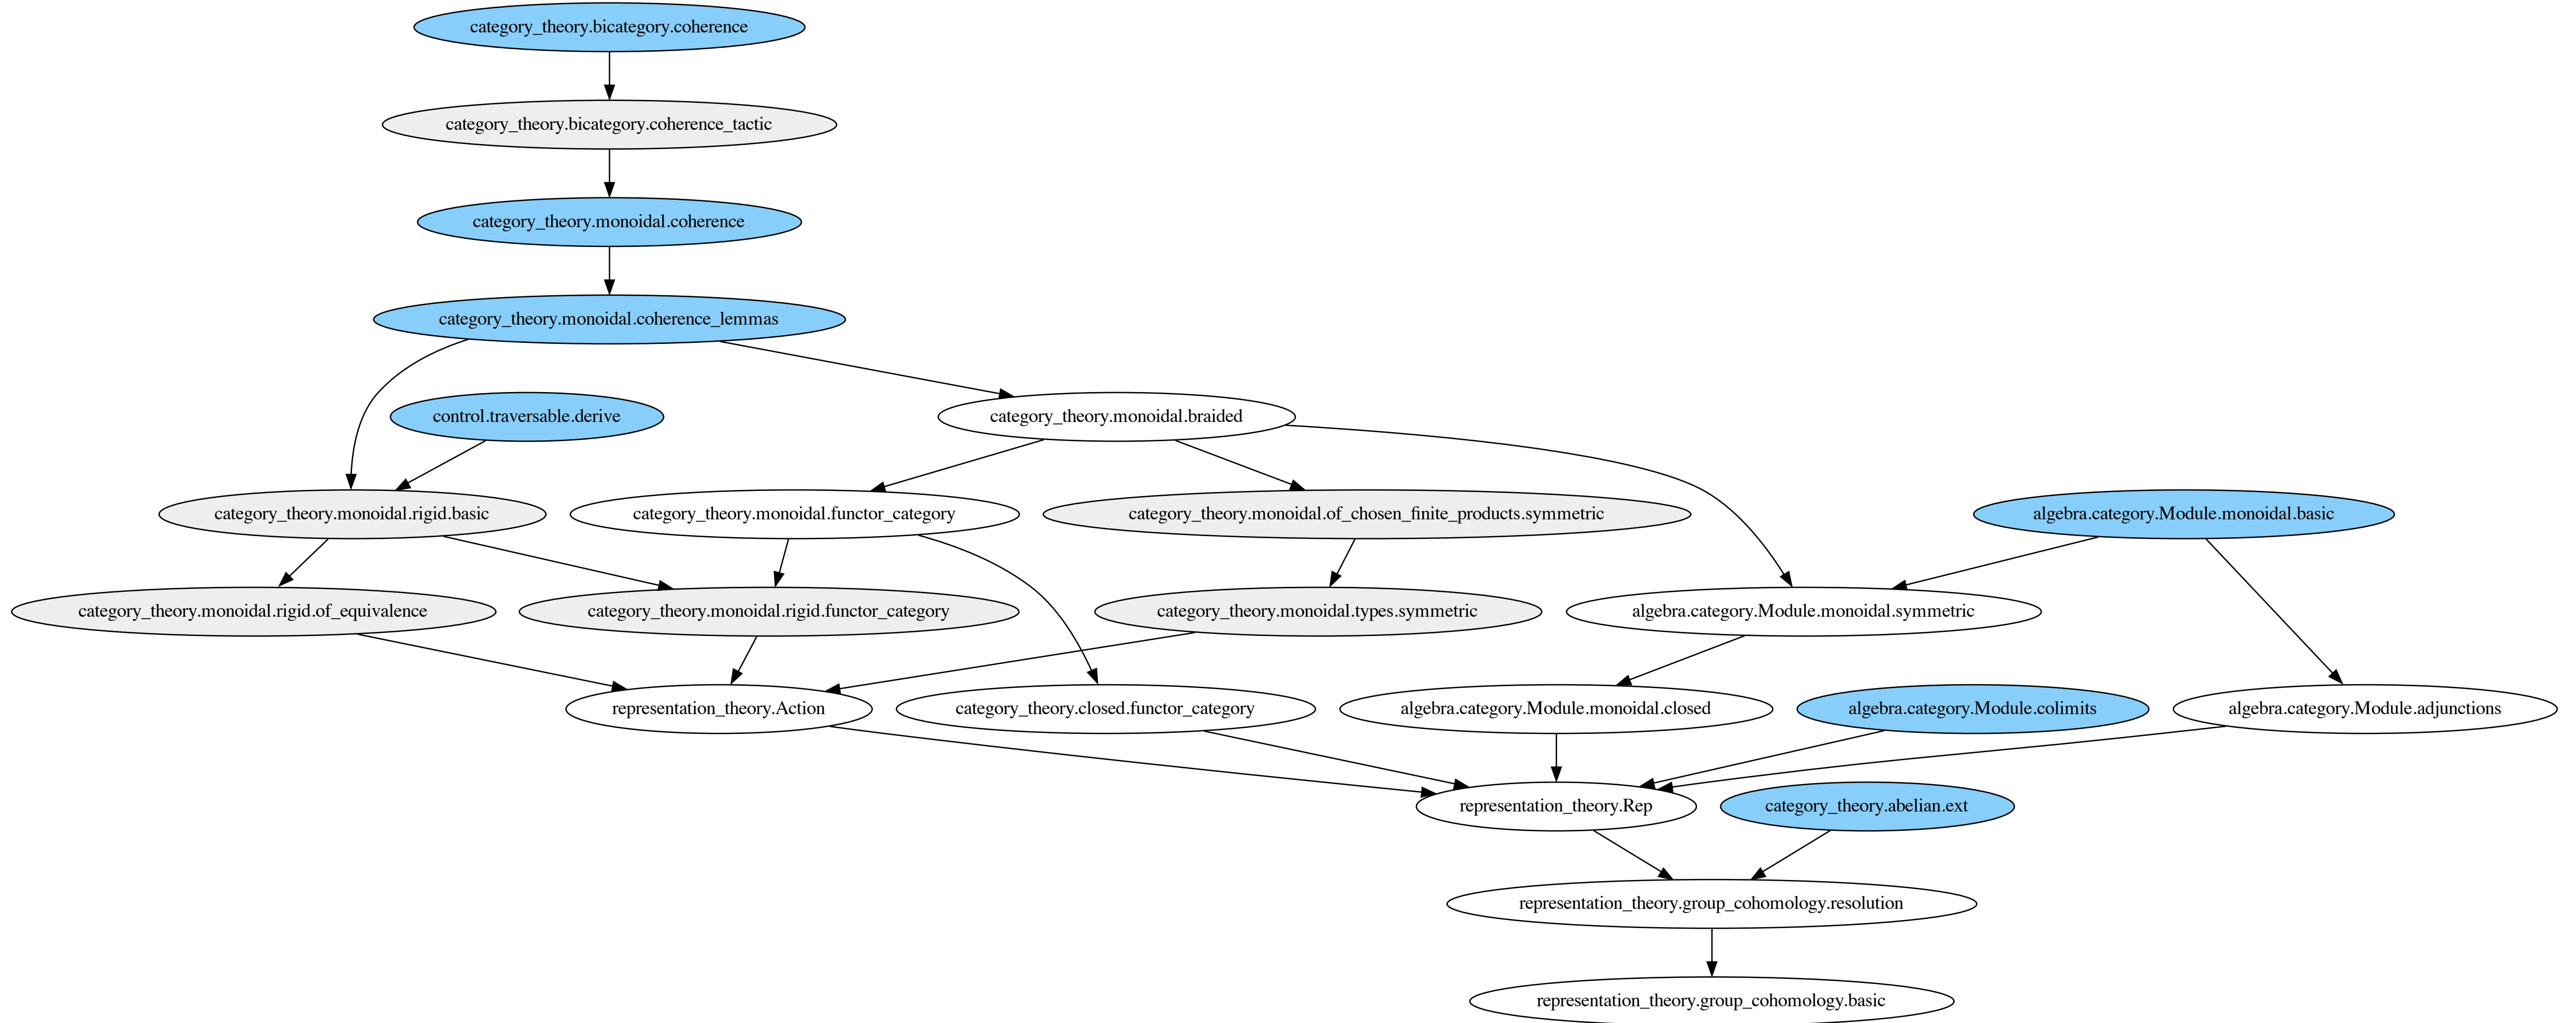 category_theory.bicategory.coherence
category_theory.bicategory.coherence_tactic
category_theory.monoidal.coherence
category_theory.monoidal.coherence_lemmas
control.traversable.derive
category_theory.monoidal.braided
category_theory.monoidal.rigid.basic
category_theory.monoidal.functor_category
category_theory.monoidal.of_chosen_finite_products.symmetric
algebra.category.Module.monoidal.basic
category_theory.monoidal.rigid.of_equivalence
category_theory.monoidal.rigid.functor_category
category_theory.monoidal.types.symmetric
algebra.category.Module.monoidal.symmetric
representation_theory.Action
category_theory.closed.functor_category
algebra.category.Module.monoidal.closed
algebra.category.Module.colimits
algebra.category.Module.adjunctions
representation_theory.Rep
category_theory.abelian.ext
representation_theory.group_cohomology.resolution
representation_theory.group_cohomology.basic